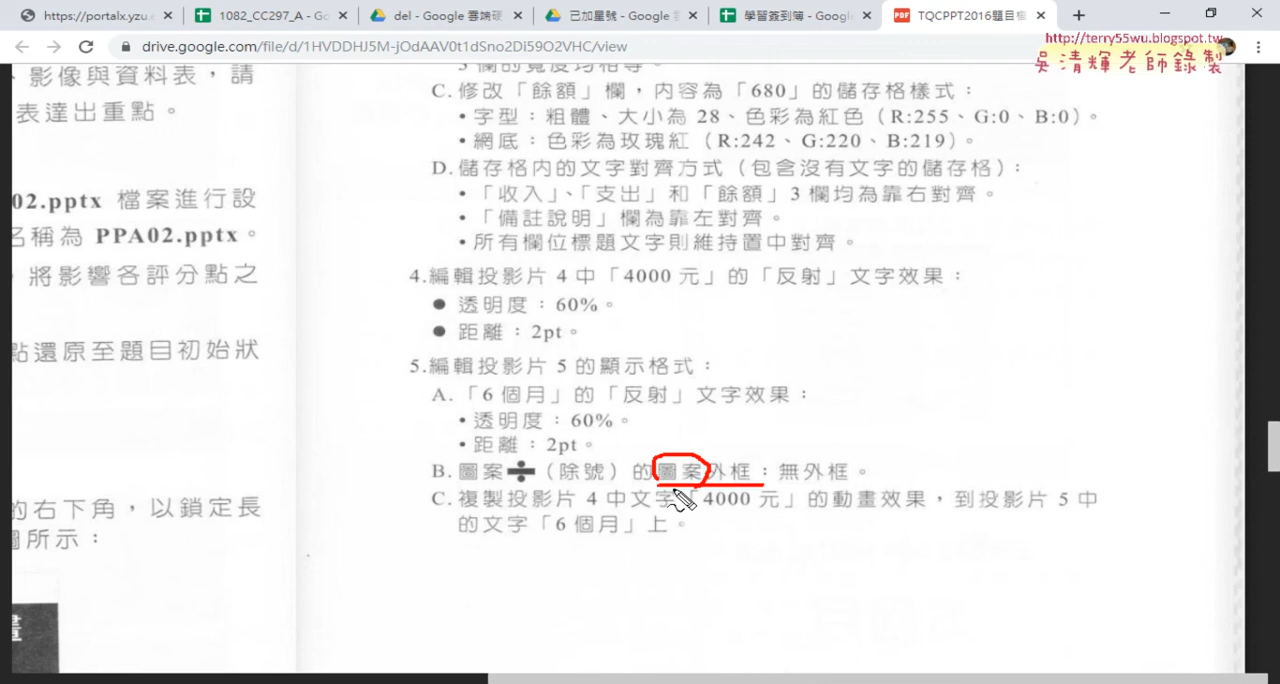 https://portalx.yzu.e
1082_CC297_A - Go
del - Google 雲端硬
已加星號 - Google 雲
學習簽到簿 - Google
TQCPPT2016題目檔
drive.google.com/file/d/1HVDDHJ5M-jOdAAV0t1dSno2Di59O2VHC/view
http://terry55wu.blogspot.tw
吳清輝老師錄製
、影像與資料表，請
表達出重點。
02.pptx 檔案進行設
名稱為 PPA02.pptx。
，將影響各評分點之
點還原至題目初始狀
的右下角，以鎖定長
圖所示：
3 欄的寬度均相等。
C. 修改「餘額」欄，內容為「680」的儲存格樣式：
•字型：粗體、大小為 28、色彩為紅色（R:255、G:0、B:0）。
•網底：色彩為玫瑰紅（R:242、G:220、B:219）。
D. 儲存格內的文字對齊方式（包含沒有文字的儲存格）：
•「收入」、「支出」和「餘額」3 欄均為靠右對齊。
•「備註說明」欄為靠左對齊。
•所有欄位標題文字則維持置中對齊。
4.編輯投影片 4 中「4000 元」的「反射」文字效果：
● 透明度：60%。
● 距離：2pt。
5.編輯投影片 5 的顯示格式：
A.「6 個月」的「反射」文字效果：
•透明度：60%。
•距離：2pt。
B. 圖案➗（除號）的圖案外框：無外框。
C. 複製投影片 4 中文字「4000 元」的動畫效果，到投影片 5 中
的文字「6 個月」上。